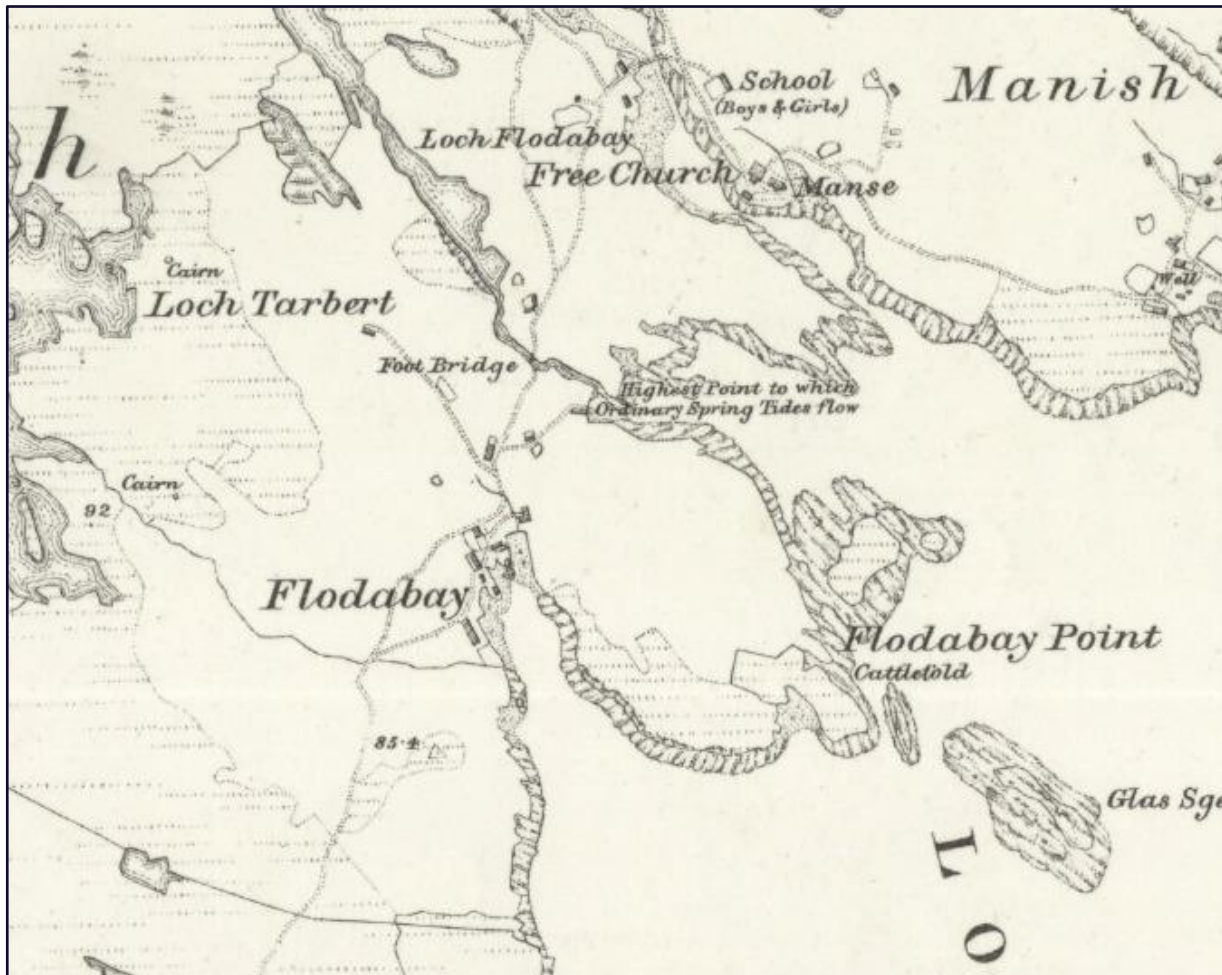 School
(Boys & Girls)
Manish
h
Loch Flodabay
Free Church
Manse
Cairn
Well
Loch Tarbert
Foot Bridge
Highest Point to which
Ordinary Spring Tides flow
Cairn
92
Flodabay
Flodabay Point
Cattlefold
85·4
Glas Sge
L
O